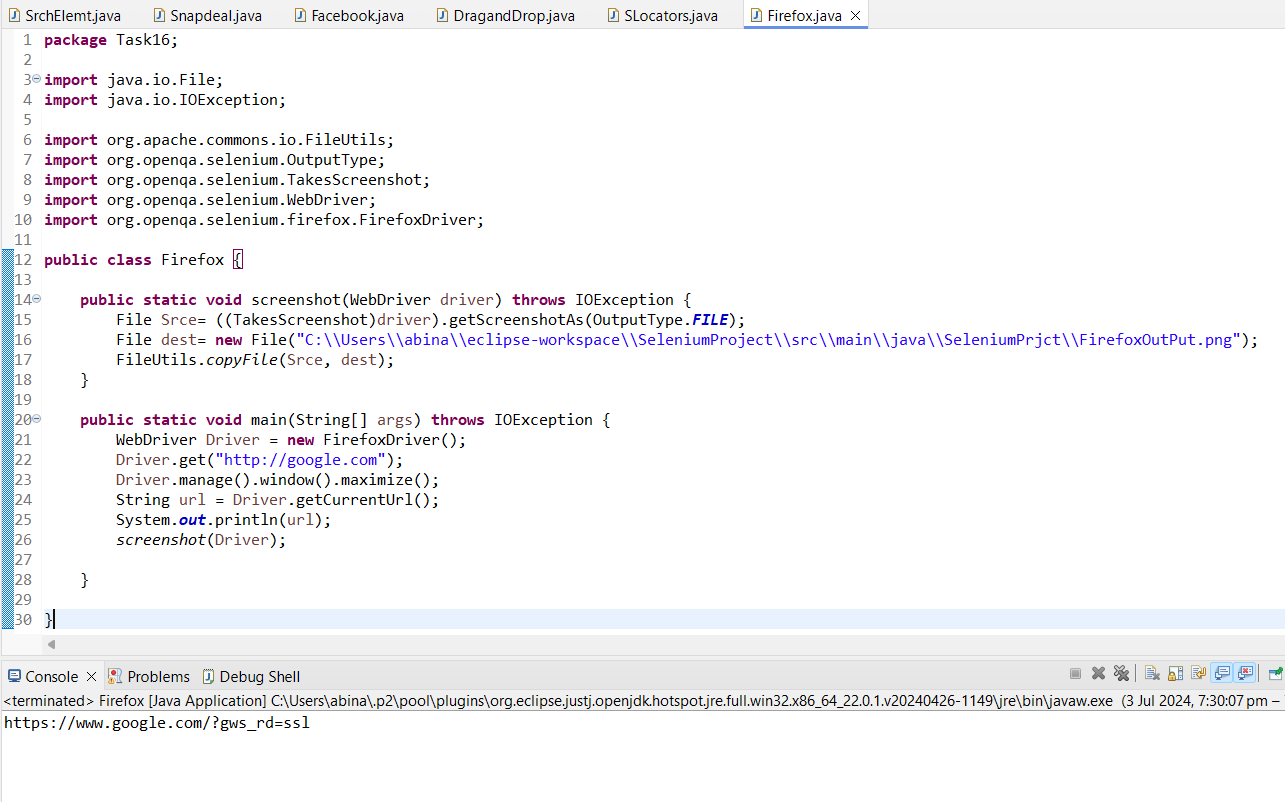 SrchElemt.java Snapdeal.java Facebook.java DragandDrop.java SLocators.java Firefox.java
1 package Task16;
2
3 import java.io.File;
4 import java.io.IOException;
5
6 import org.apache.commons.io.FileUtils;
7 import org.openqa.selenium.OutputType;
8 import org.openqa.selenium.TakesScreenshot;
9 import org.openqa.selenium.WebDriver;
10 import org.openqa.selenium.firefox.FirefoxDriver;
11
12 public class Firefox {
13
14     public static void screenshot(WebDriver driver) throws IOException {
15         File Srce= ((TakesScreenshot)driver).getScreenshotAs(OutputType.FILE);
16         File dest= new File("C:\\Users\\abina\\eclipse-workspace\\SeleniumProject\\src\\main\\java\\SeleniumPrjct\\FirefoxOutPut.png");
17         FileUtils.copyFile(Srce, dest);
18     }
19
20     public static void main(String[] args) throws IOException {
21         WebDriver Driver = new FirefoxDriver();
22         Driver.get("http://google.com");
23         Driver.manage().window().maximize();
24         String url = Driver.getCurrentUrl();
25         System.out.println(url);
26         screenshot(Driver);
27
28     }
29
30 }
Console Problems Debug Shell
<terminated> Firefox [Java Application] C:\Users\abina\.p2\pool\plugins\org.eclipse.justj.openjdk.hotspot.jre.full.win32.x86_64_22.0.1.v20240426-1149\jre\bin\javaw.exe (3 Jul 2024, 7:30:07 pm –
https://www.google.com/?gws_rd=ssl